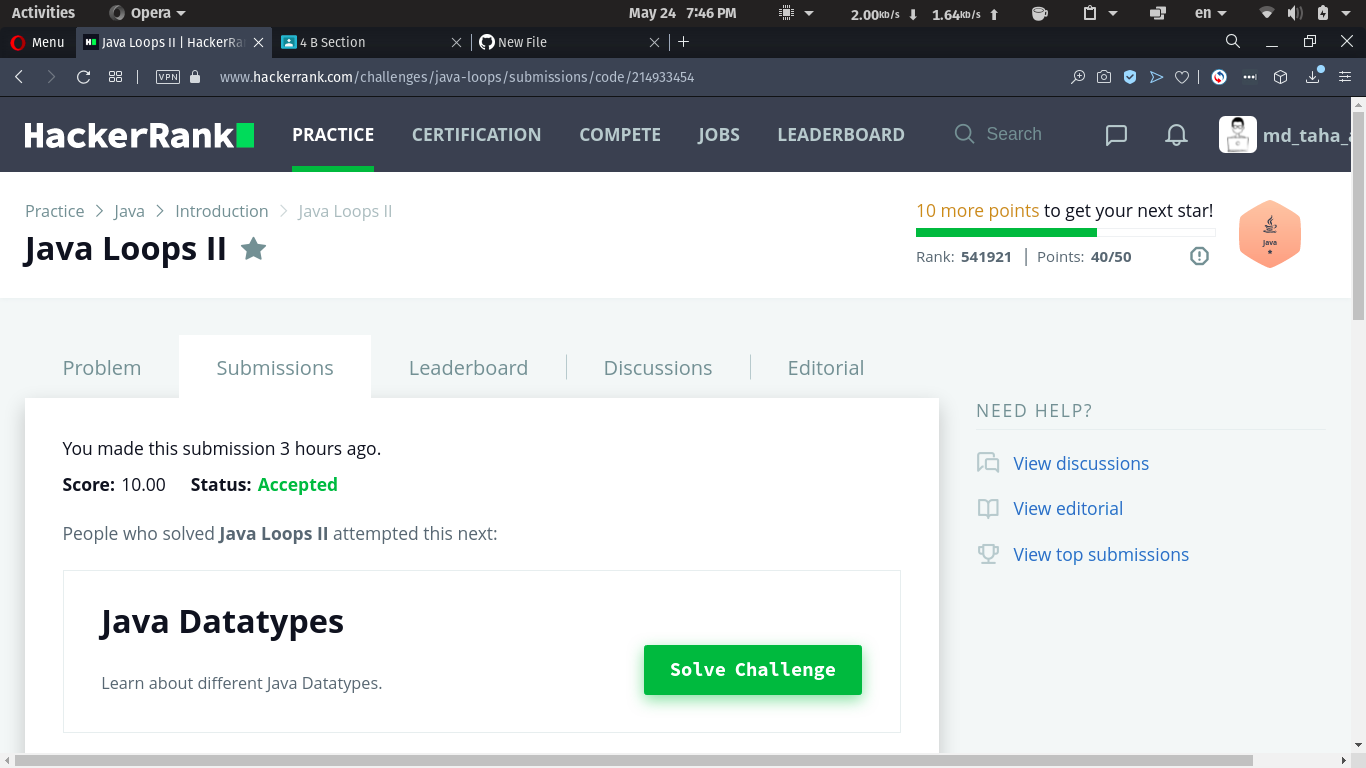 Activities Opera May 24 7:46 PM 2.00kb/s 1.64kb/s en
Menu Java Loops II | HackerRa 4 B Section New File
VPN www.hackerrank.com/challenges/java-loops/submissions/code/214933454
HackerRank PRACTICE CERTIFICATION COMPETE JOBS LEADERBOARD Search md_taha_a
Practice Java Introduction Java Loops II
10 more points to get your next star!
Java Loops II
Java
Rank: 541921 | Points: 40/50
Problem Submissions Leaderboard Discussions Editorial
NEED HELP?
You made this submission 3 hours ago.
View discussions
Score: 10.00 Status: Accepted
View editorial
People who solved Java Loops II attempted this next:
View top submissions
Java Datatypes
Solve Challenge
Learn about different Java Datatypes.